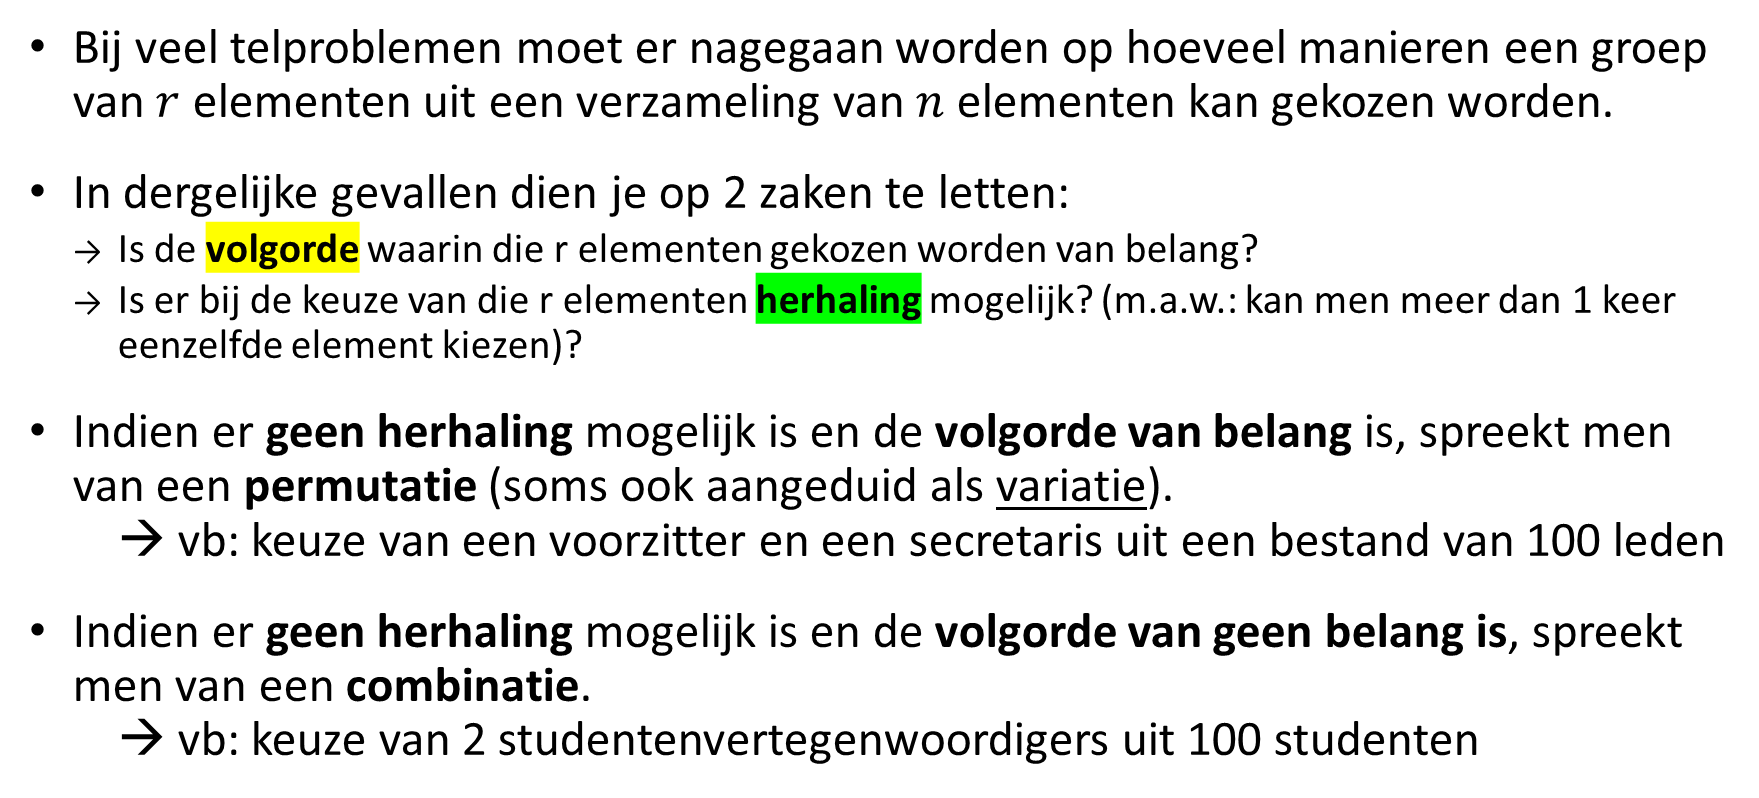 • Bij veel telproblemen moet er nagegaan worden op hoeveel manieren een groep
van r elementen uit een verzameling van n elementen kan gekozen worden.
• In dergelijke gevallen dien je op 2 zaken te letten:
→ Is de volgorde waarin die r elementen gekozen worden van belang?
→ Is er bij de keuze van die r elementen herhaling mogelijk? (m.a.w.: kan men meer dan 1 keer
eenzelfde element kiezen)?
• Indien er geen herhaling mogelijk is en de volgorde van belang is, spreekt men
van een permutatie (soms ook aangeduid als variatie).
→ vb: keuze van een voorzitter en een secretaris uit een bestand van 100 leden
• Indien er geen herhaling mogelijk is en de volgorde van geen belang is, spreekt
men van een combinatie.
→ vb: keuze van 2 studentenvertegenwoordigers uit 100 studenten